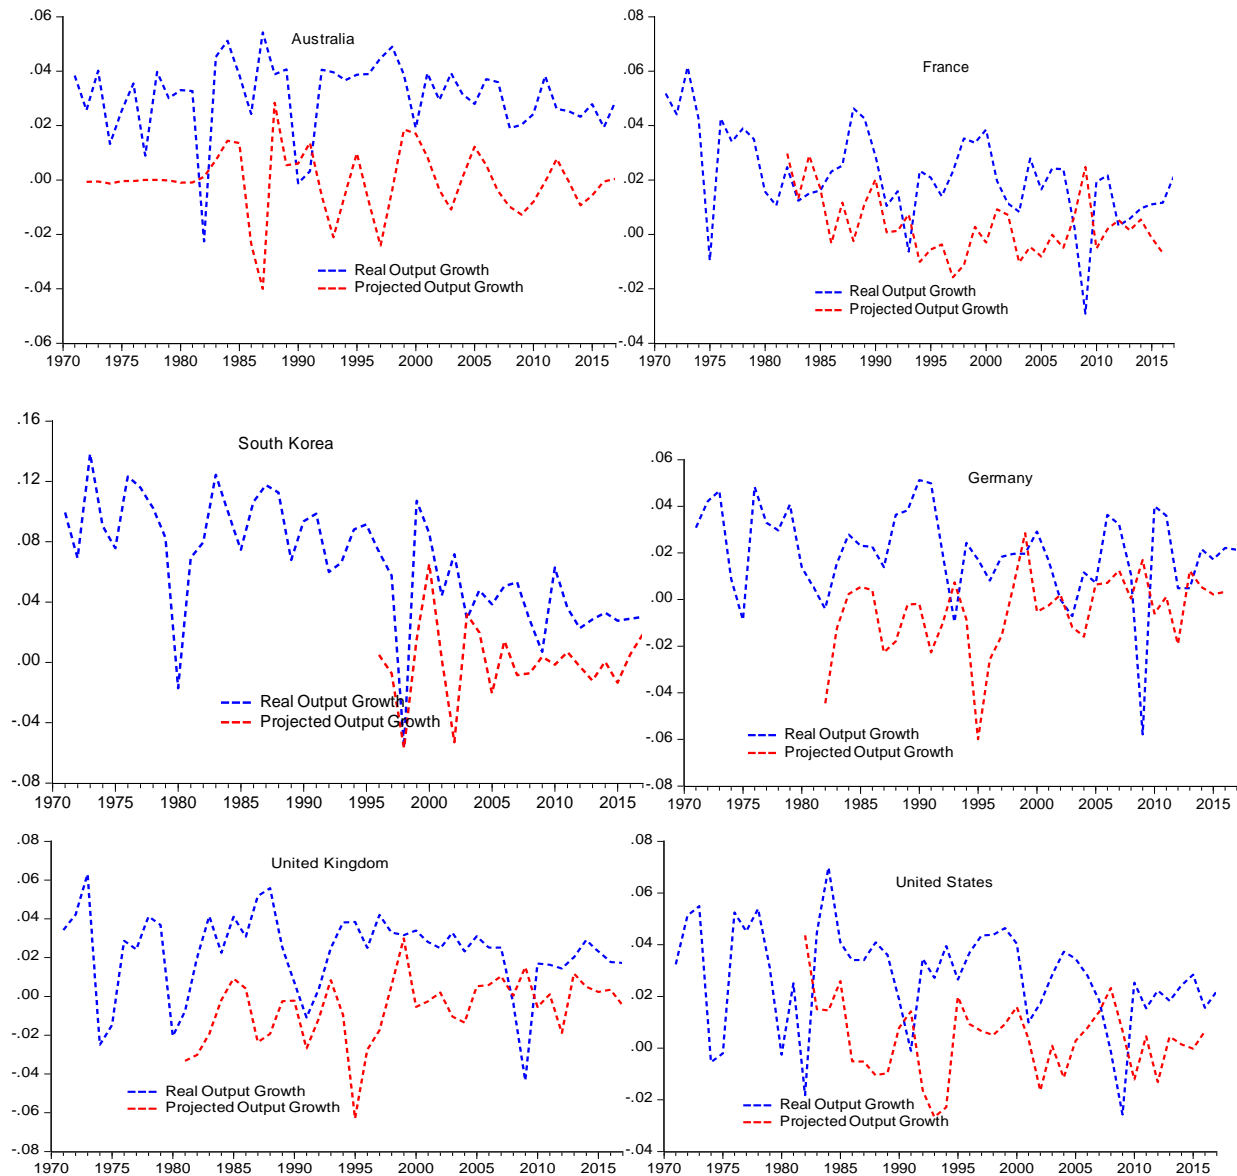 Australia
.06
.04
.02
.00
-.02
-.04
-.06
Real Output Growth
Projected Output Growth
1970 1975 1980 1985 1990 1995 2000 2005 2010 2015
France
.08
.06
.04
.02
.00
-.02
-.04
Real Output Growth
Projected Output Growth
1970 1975 1980 1985 1990 1995 2000 2005 2010 2015
South Korea
.16
.12
.08
.04
.00
-.04
-.08
Real Output Growth
Projected Output Growth
1970 1975 1980 1985 1990 1995 2000 2005 2010 2015
Germany
.06
.04
.02
.00
-.02
-.04
-.06
-.08
Real Output Growth
Projected Output Growth
1970 1975 1980 1985 1990 1995 2000 2005 2010 2015
United Kingdom
.08
.06
.04
.02
.00
-.02
-.04
-.06
-.08
Real Output Growth
Projected Output Growth
1970 1975 1980 1985 1990 1995 2000 2005 2010 2015
United States
.08
.06
.04
.02
.00
-.02
-.04
Real Output Growth
Projected Output Growth
1970 1975 1980 1985 1990 1995 2000 2005 2010 2015